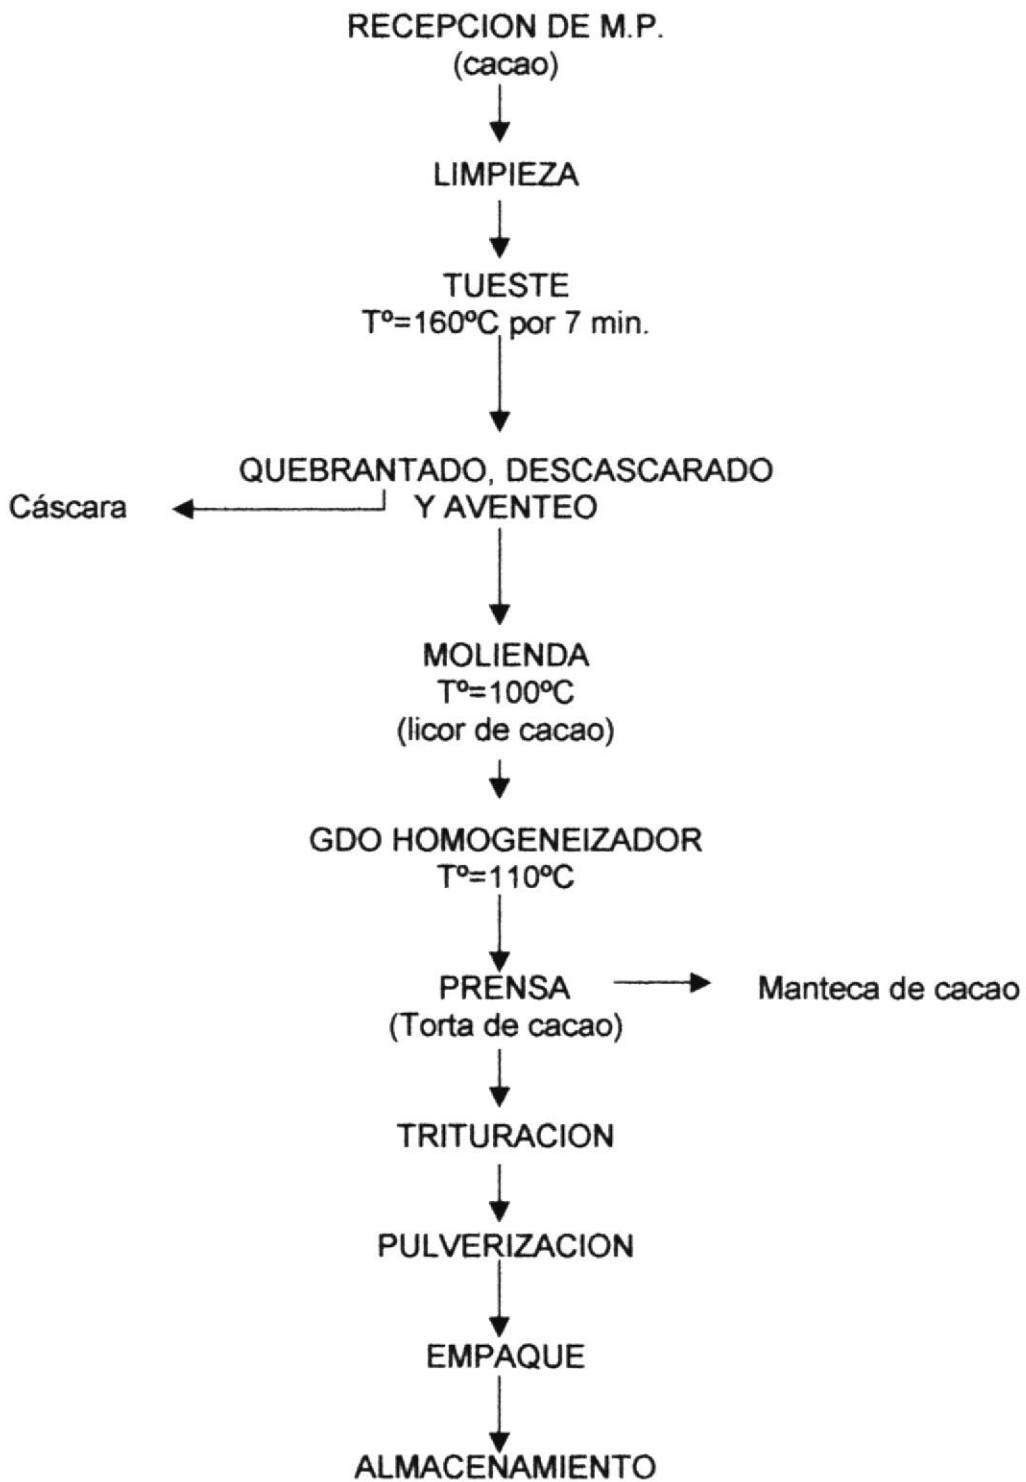 RECEPCION DE M.P.
(cacao)
LIMPIEZA
TUESTE
Tº=160ºC por 7 min.
QUEBRANTADO, DESCASCARADO
Cáscara
Y AVENTEO
MOLIENDA
Tº=100ºC
(licor de cacao)
GDO HOMOGENEIZADOR
Tº=110ºC
PRENSA
Manteca de cacao
(Torta de cacao)
TRITURACION
PULVERIZACION
EMPAQUE
ALMACENAMIENTO